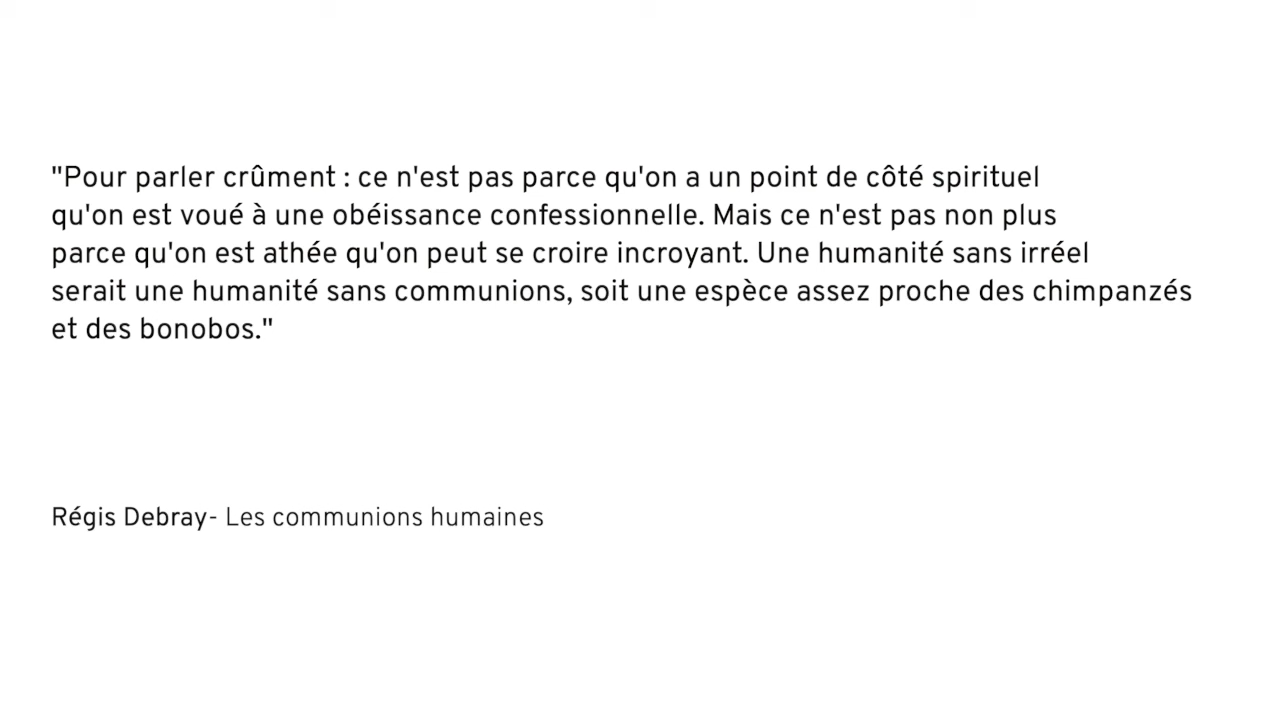 "Pour parler crûment : ce n'est pas parce qu'on a un point de côté spirituel
qu'on est voué à une obéissance confessionnelle. Mais ce n'est pas non plus
parce qu'on est athée qu'on peut se croire incroyant. Une humanité sans irréel
serait une humanité sans communions, soit une espèce assez proche des chimpanzés
et des bonobos."
Régis Debray- Les communions humaines